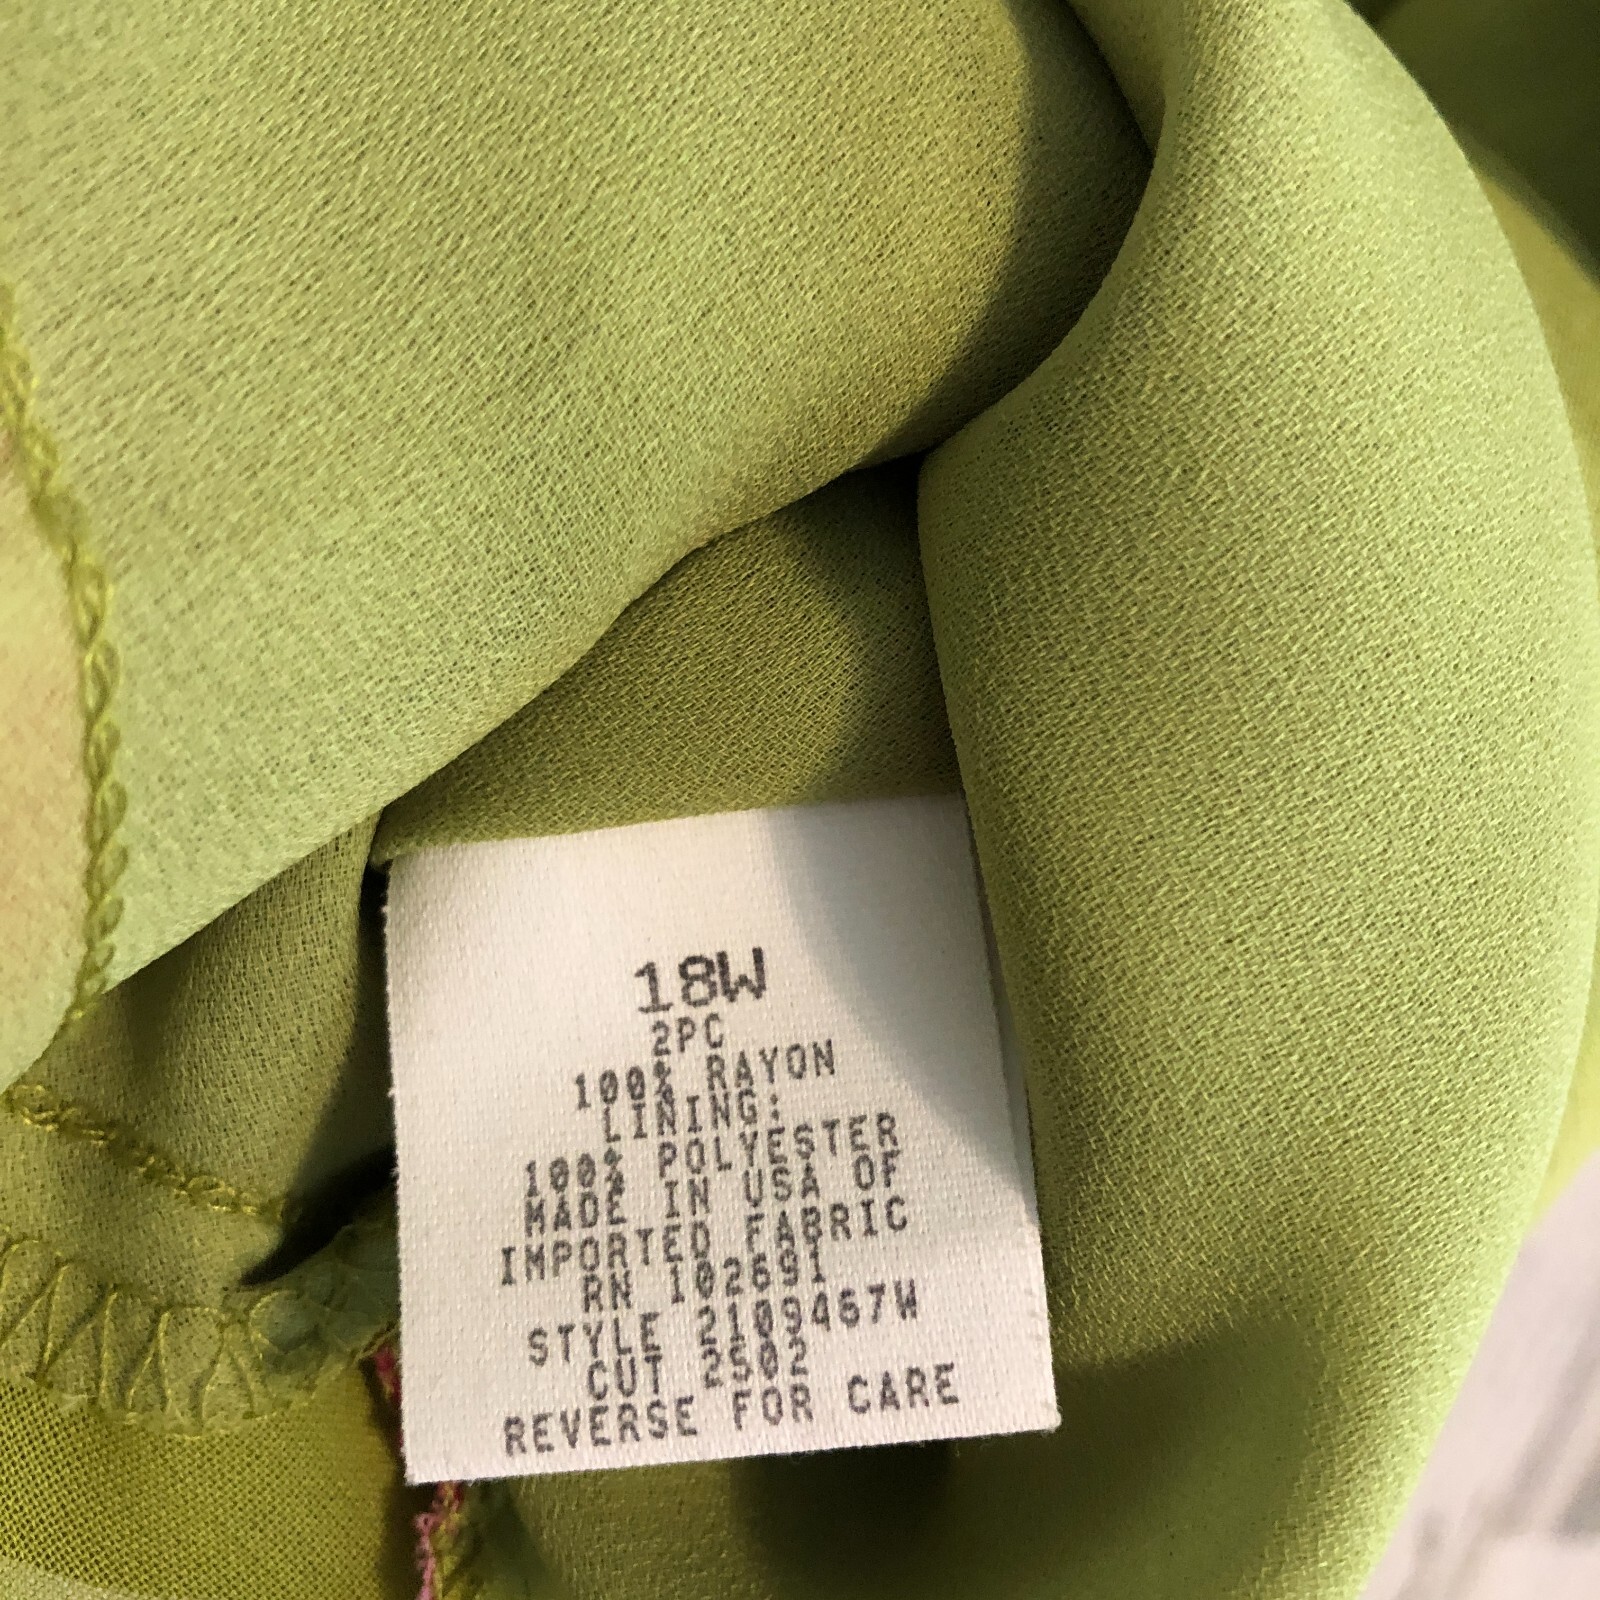 18W
2PC
100% RAYON
LINING:
100% POLYESTER
MADE IN USA OF
IMPORTED FABRIC
RN 102691
STYLE 2109467W
CUT 2502
REVERSE FOR CARE